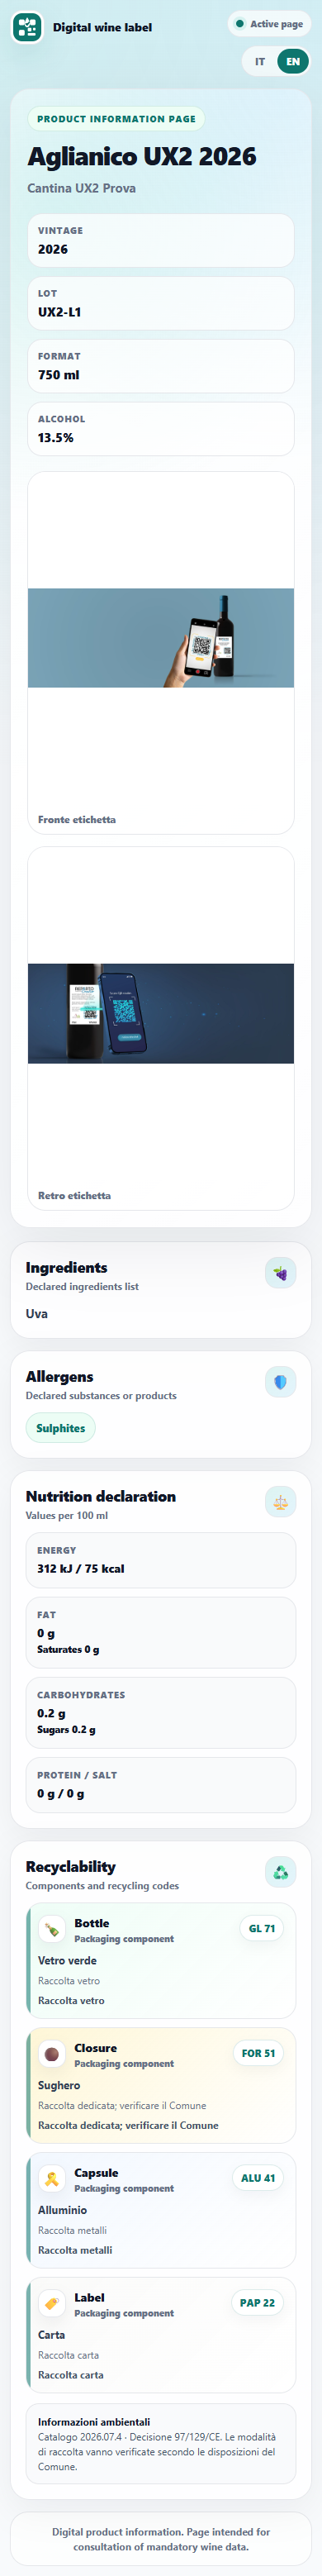 Digital wine label
Active page
IT
EN
PRODUCT INFORMATION PAGE
Aglianico UX2 2026
Cantina UX2 Prova
VINTAGE
2026
LOT
UX2-L1
FORMAT
750 ml
ALCOHOL
13.5%
Fronte etichetta
Retro etichetta
Ingredients
Declared ingredients list
Uva
Allergens
Declared substances or products
Sulphites
Nutrition declaration
Values per 100 ml
ENERGY
312 kJ / 75 kcal
FAT
0 g
Saturates 0 g
CARBOHYDRATES
0.2 g
Sugars 0.2 g
PROTEIN / SALT
0 g / 0 g
Recyclability
Components and recycling codes
Bottle
Packaging component
GL 71
Vetro verde
Raccolta vetro
Raccolta vetro
Closure
Packaging component
FOR 51
Sughero
Raccolta dedicata; verificare il Comune
Raccolta dedicata; verificare il Comune
Capsule
Packaging component
ALU 41
Alluminio
Raccolta metalli
Raccolta metalli
Label
Packaging component
PAP 22
Carta
Raccolta carta
Raccolta carta
Informazioni ambientali
Catalogo 2026.07.4 · Decisione 97/129/CE. Le modalità
di raccolta vanno verificate secondo le disposizioni del
Comune.
Digital product information. Page intended for
consultation of mandatory wine data.